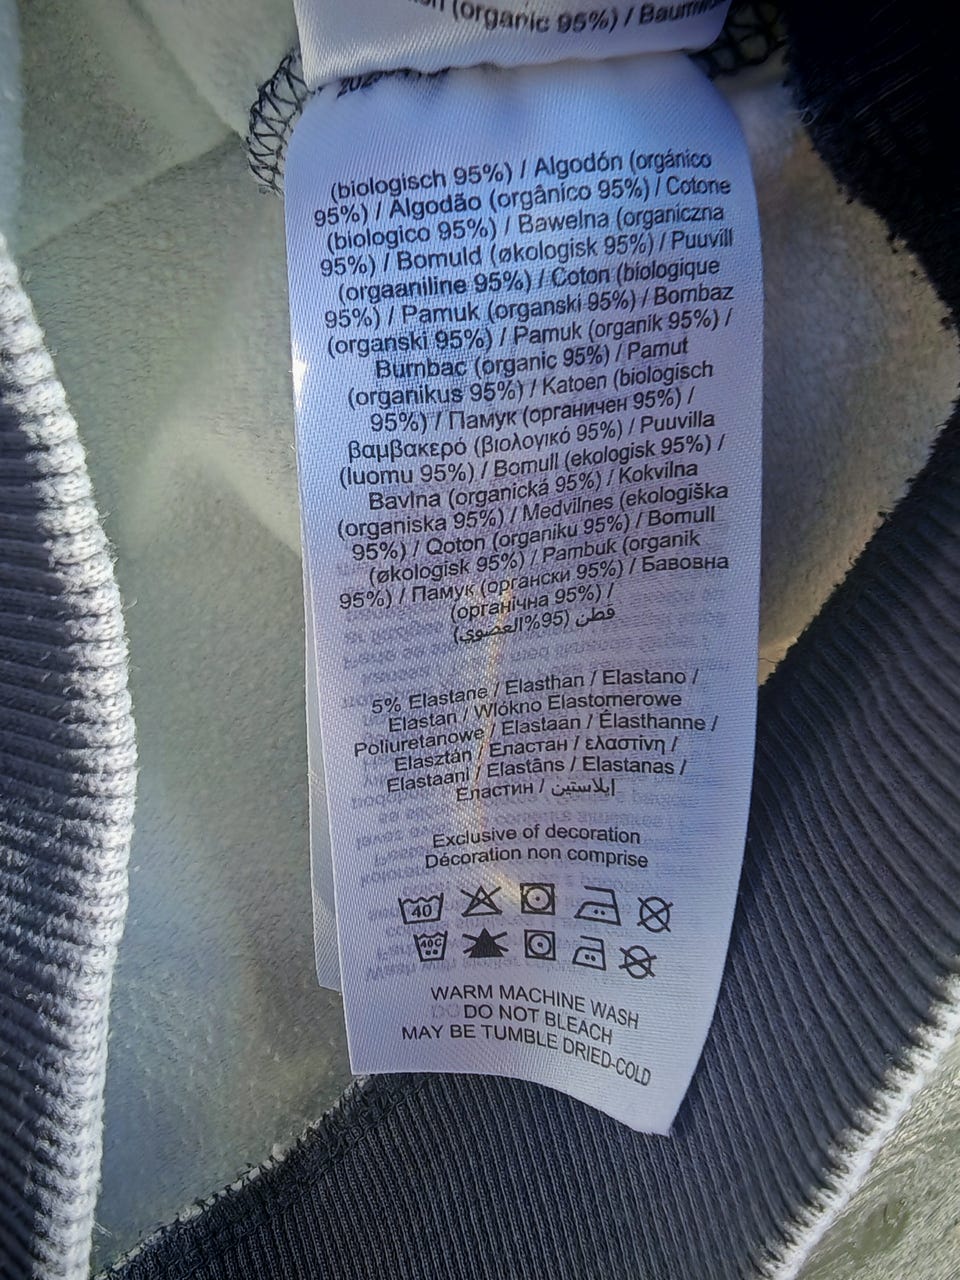 (organic 95%) /
(biologisch 95%) / Algodón (orgánico
95%) / Algodão (orgânico 95%) / Cotone
(biologico 95%) / Bawełna (organiczna
95%) / Bomuld (økologisk 95%) / Puuvill
(orgaaniline 95%) / Coton (biologique
95%) / Pamuk (organski 95%) / Bombaz
(organski 95%) / Pamuk (organik 95%) /
Bumbac (organic 95%) / Pamut
(organikus 95%) / Katoen (biologisch
95%) / Памук (органичен 95%) /
βαμβακερό (βιολογικό 95%) / Puuvilla
(luomu 95%) / Bomull (ekologisk 95%) /
Bavlna (organická 95%) / Kokvilna
(organiska 95%) / Medvilnes (ekologiška
95%) / Qoton (organiku 95%) / Bomull
(økologisk 95%) / Pambuk (organik
95%) / Памук (органски 95%) / Бавовна
(органічна 95%) /
قطن (95%العضوي)
5% Elastane / Elasthan / Elastano /
Elastan / Włókno Elastomerowe
Poliuretanowe / Elastaan / Élasthanne /
Elasztán / Еластан / ελαστίνη /
Elastaani / Elastāns / Elastanas /
Еластин / إيلاستين
Exclusive of decoration
Décoration non comprise
40
40C
WARM MACHINE WASH
DO NOT BLEACH
MAY BE TUMBLE DRIED-COLD